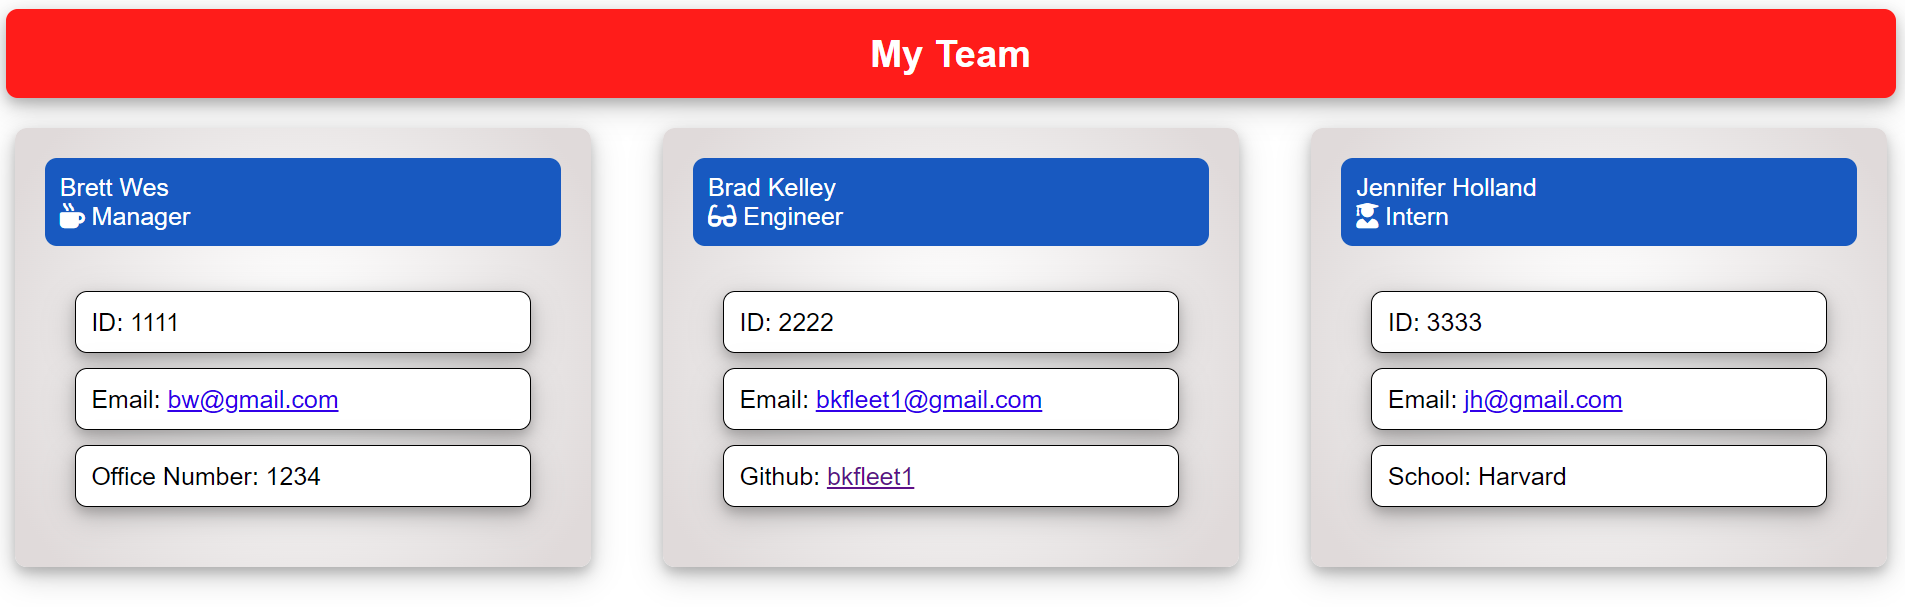 My Team
Brett Wes
Manager
ID: 1111
Email: bw@gmail.com
Office Number: 1234
Brad Kelley
Engineer
ID: 2222
Email: bkfleet1@gmail.com
Github: bkfleet1
Jennifer Holland
Intern
ID: 3333
Email: jh@gmail.com
School: Harvard